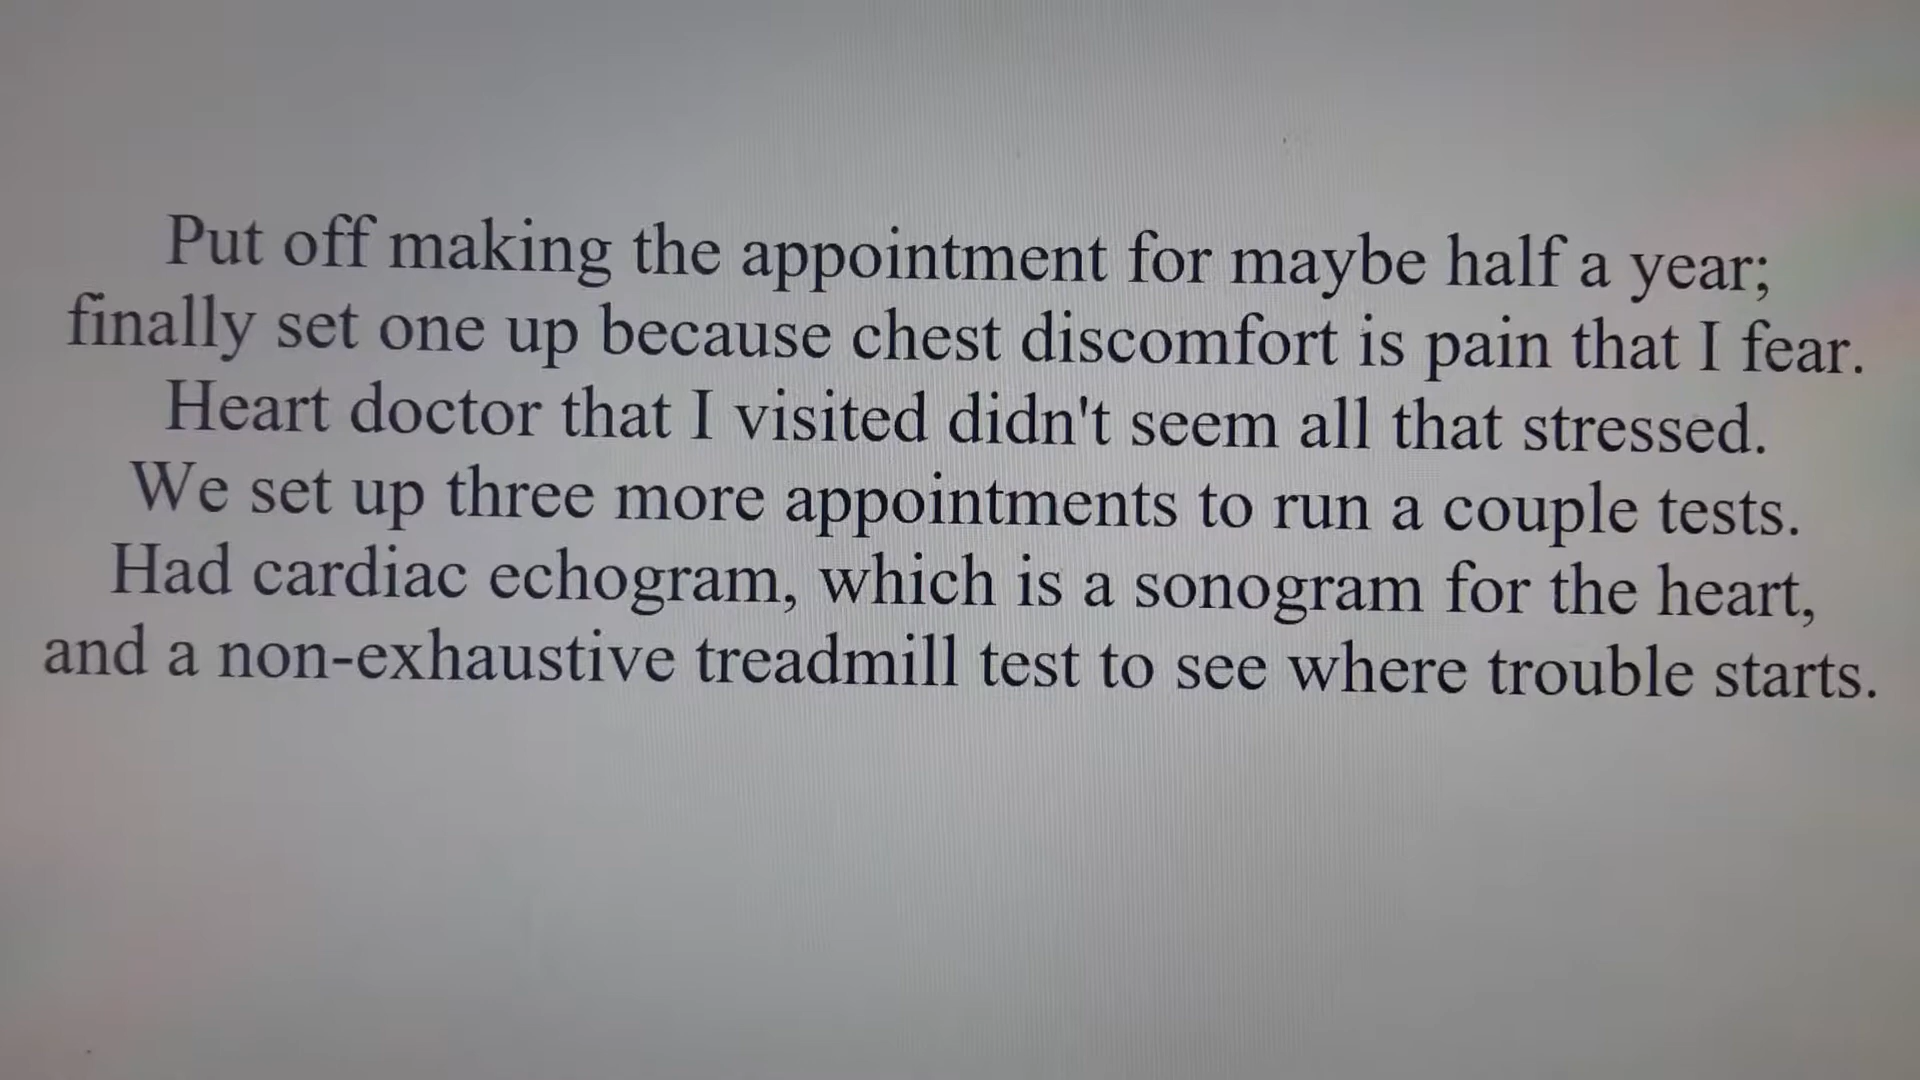 Put off making the appointment for maybe half a year;
finally set one up because chest discomfort is pain that I fear.
Heart doctor that I visited didn't seem all that stressed.
We set up three more appointments to run a couple tests.
Had cardiac echogram, which is a sonogram for the heart,
and a non-exhaustive treadmill test to see where trouble starts.